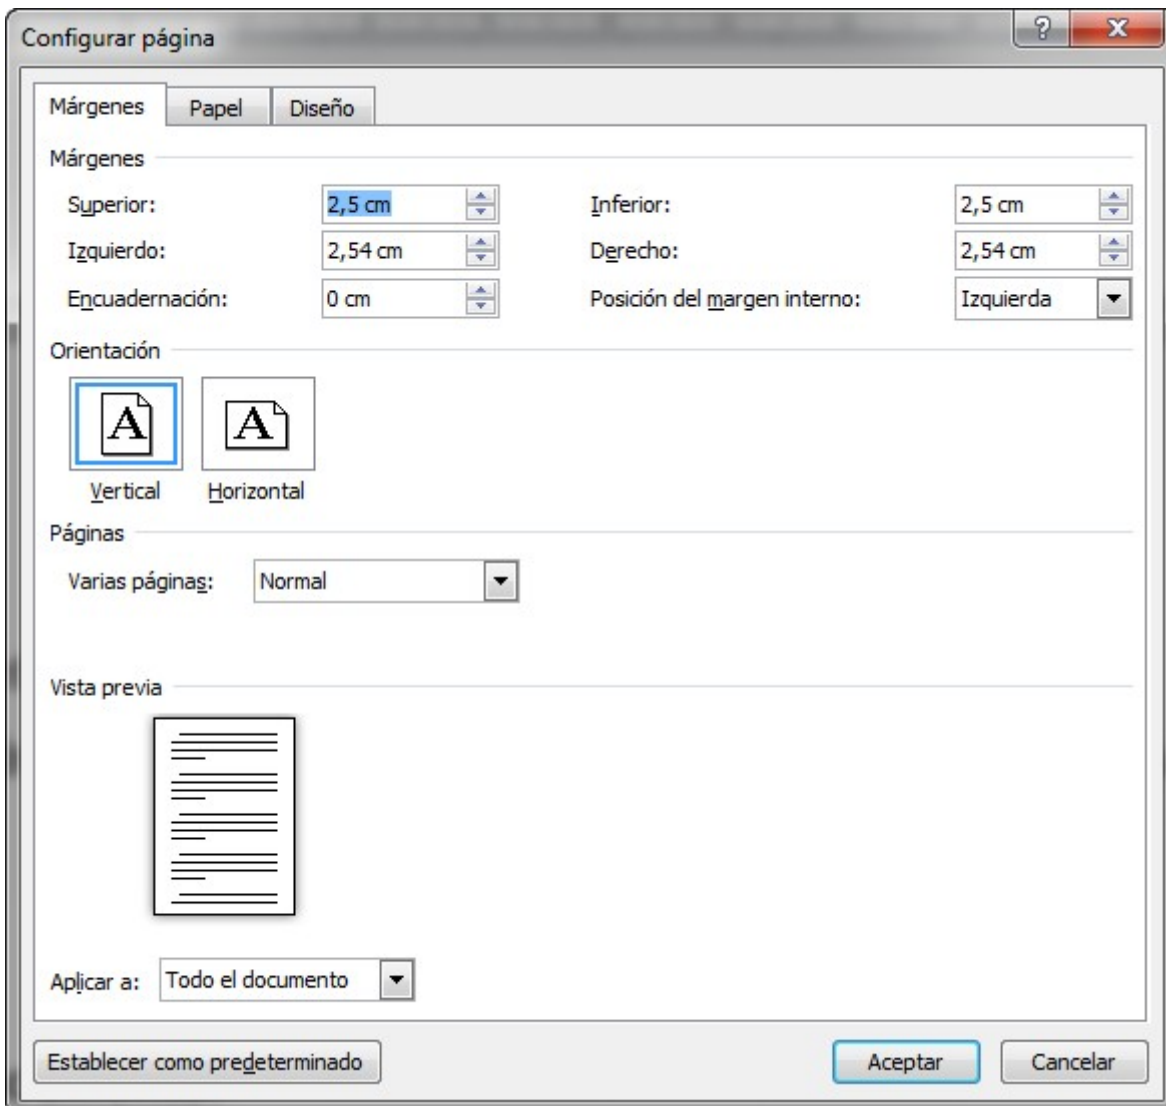 Configurar página
Márgenes Papel Diseño
Márgenes
Superior: 2,5 cm Inferior: 2,5 cm
Izquierdo: 2,54 cm Derecho: 2,54 cm
Encuadernación: 0 cm Posición del margen interno: Izquierda
Orientación
A A
Vertical Horizontal
Páginas
Varias páginas: Normal
Vista previa
Aplicar a: Todo el documento
Establecer como predeterminado Aceptar Cancelar